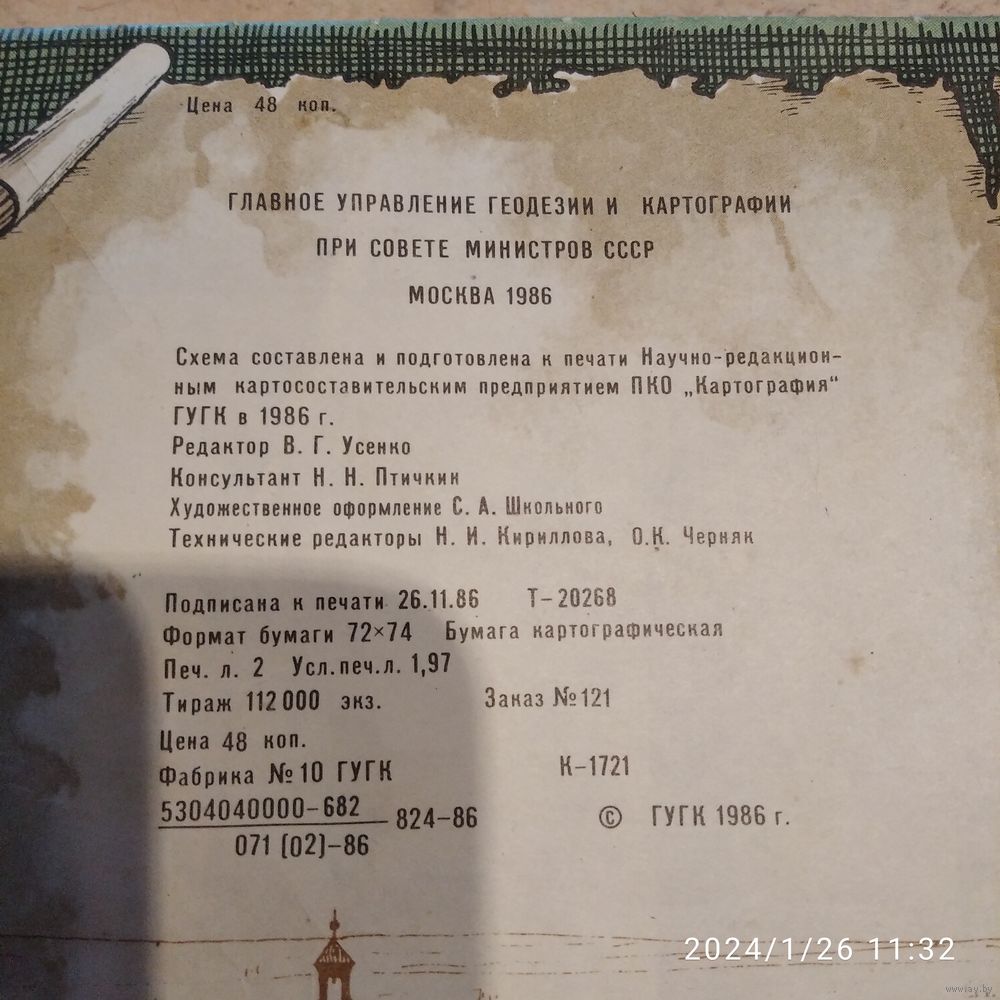 Цена 48 коп.
ГЛАВНОЕ УПРАВЛЕНИЕ ГЕОДЕЗИИ И КАРТОГРАФИИ
ПРИ СОВЕТЕ МИНИСТРОВ СССР
МОСКВА 1986
Схема составлена и подготовлена к печати Научно-редакцион-
ным картосоставительским предприятием ПКО „Картография“
ГУГК в 1986 г.
Редактор В. Г. Усенко
Консультант Н. Н. Птичкин
Художественное оформление С. А. Школьного
Технические редакторы Н. И. Кириллова, О.К. Черняк
Подписана к печати 26.11.86 Т-20268
Формат бумаги 72×74 Бумага картографическая
Печ. л. 2 Усл.печ.л. 1,97
Тираж 112 000 экз. Заказ №121
Цена 48 коп.
Фабрика №10 ГУГК К-1721
5304040000-682
071 (02)-86
824-86
© ГУГК 1986 г.
2024/1/26 11:32
www.ay.by